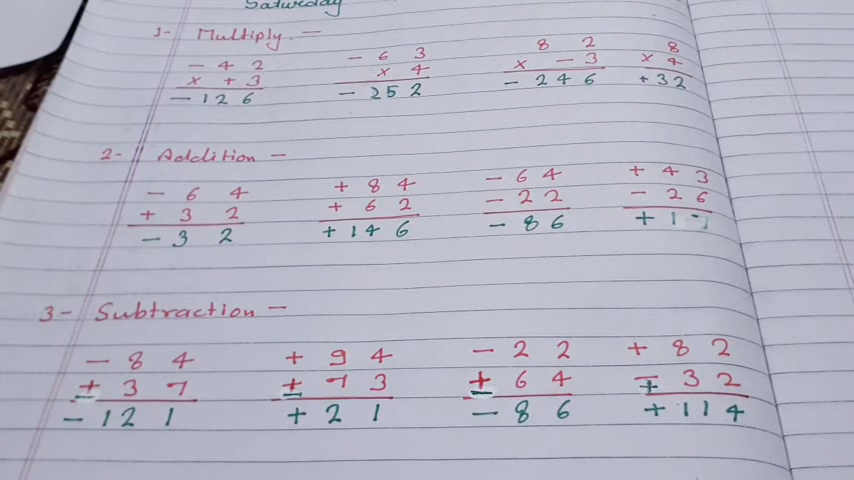 Saturday
1- Multiply. —
- 4 2   - 6 3   8 2   8
x + 3   x 4   x - 3   x 4
- 1 2 6   - 2 5 2   - 2 4 6   + 3 2
2- Addition —
- 6 4   + 8 4   - 6 4   + 4 3
+ 3 2   + 6 2   - 2 2   - 2 6
- 3 2   + 1 4 6   - 8 6   + 1 7
3- Subtraction —
- 8 4   + 9 4   - 2 2   + 8 2
+ 3 7   + 7 3   + 6 4   - 3 2
-   -   -   +
- 1 2 1   + 2 1   - 8 6   + 1 1 4